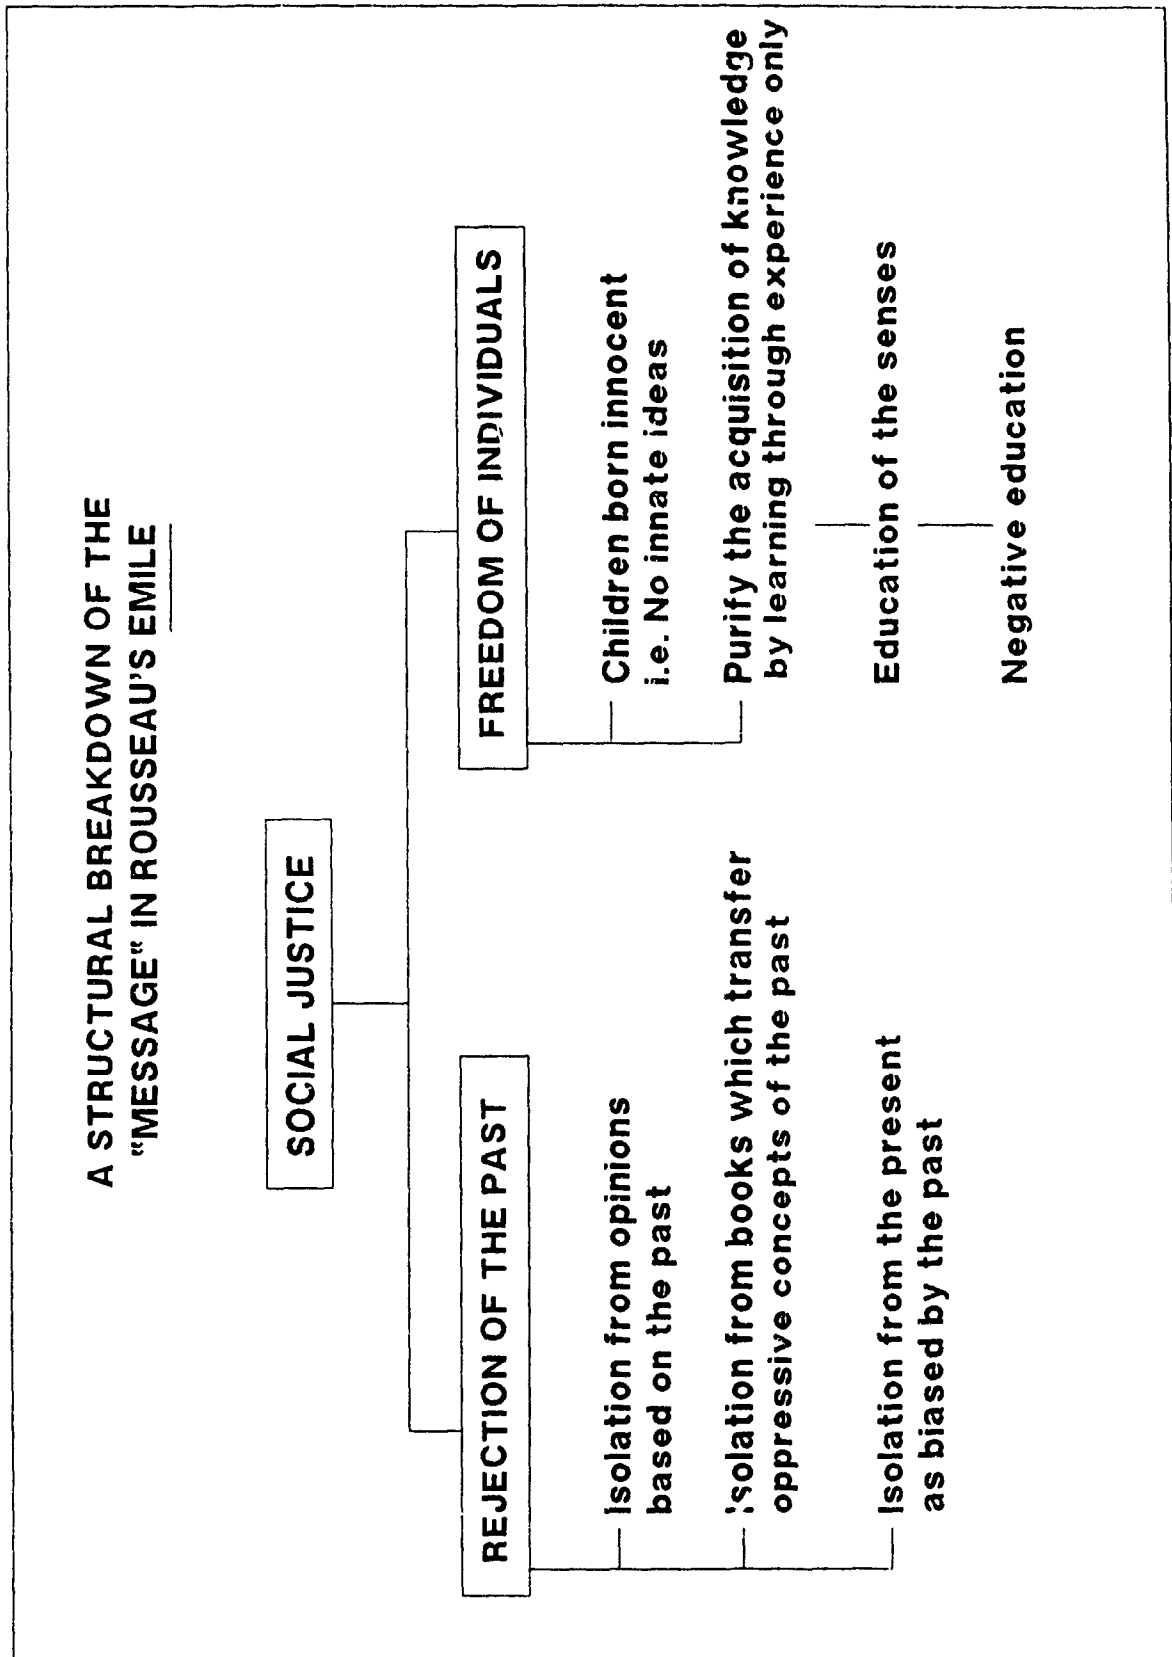 A STRUCTURAL BREAKDOWN OF THE
"MESSAGE" IN ROUSSEAU'S EMILE
SOCIAL JUSTICE
REJECTION OF THE PAST
Isolation from opinions
based on the past
Isolation from books which transfer
oppressive concepts of the past
Isolation from the present
as biased by the past
FREEDOM OF INDIVIDUALS
Children born innocent
i.e. No innate ideas
Purify the acquisition of knowledge
by learning through experience only
Education of the senses
Negative education